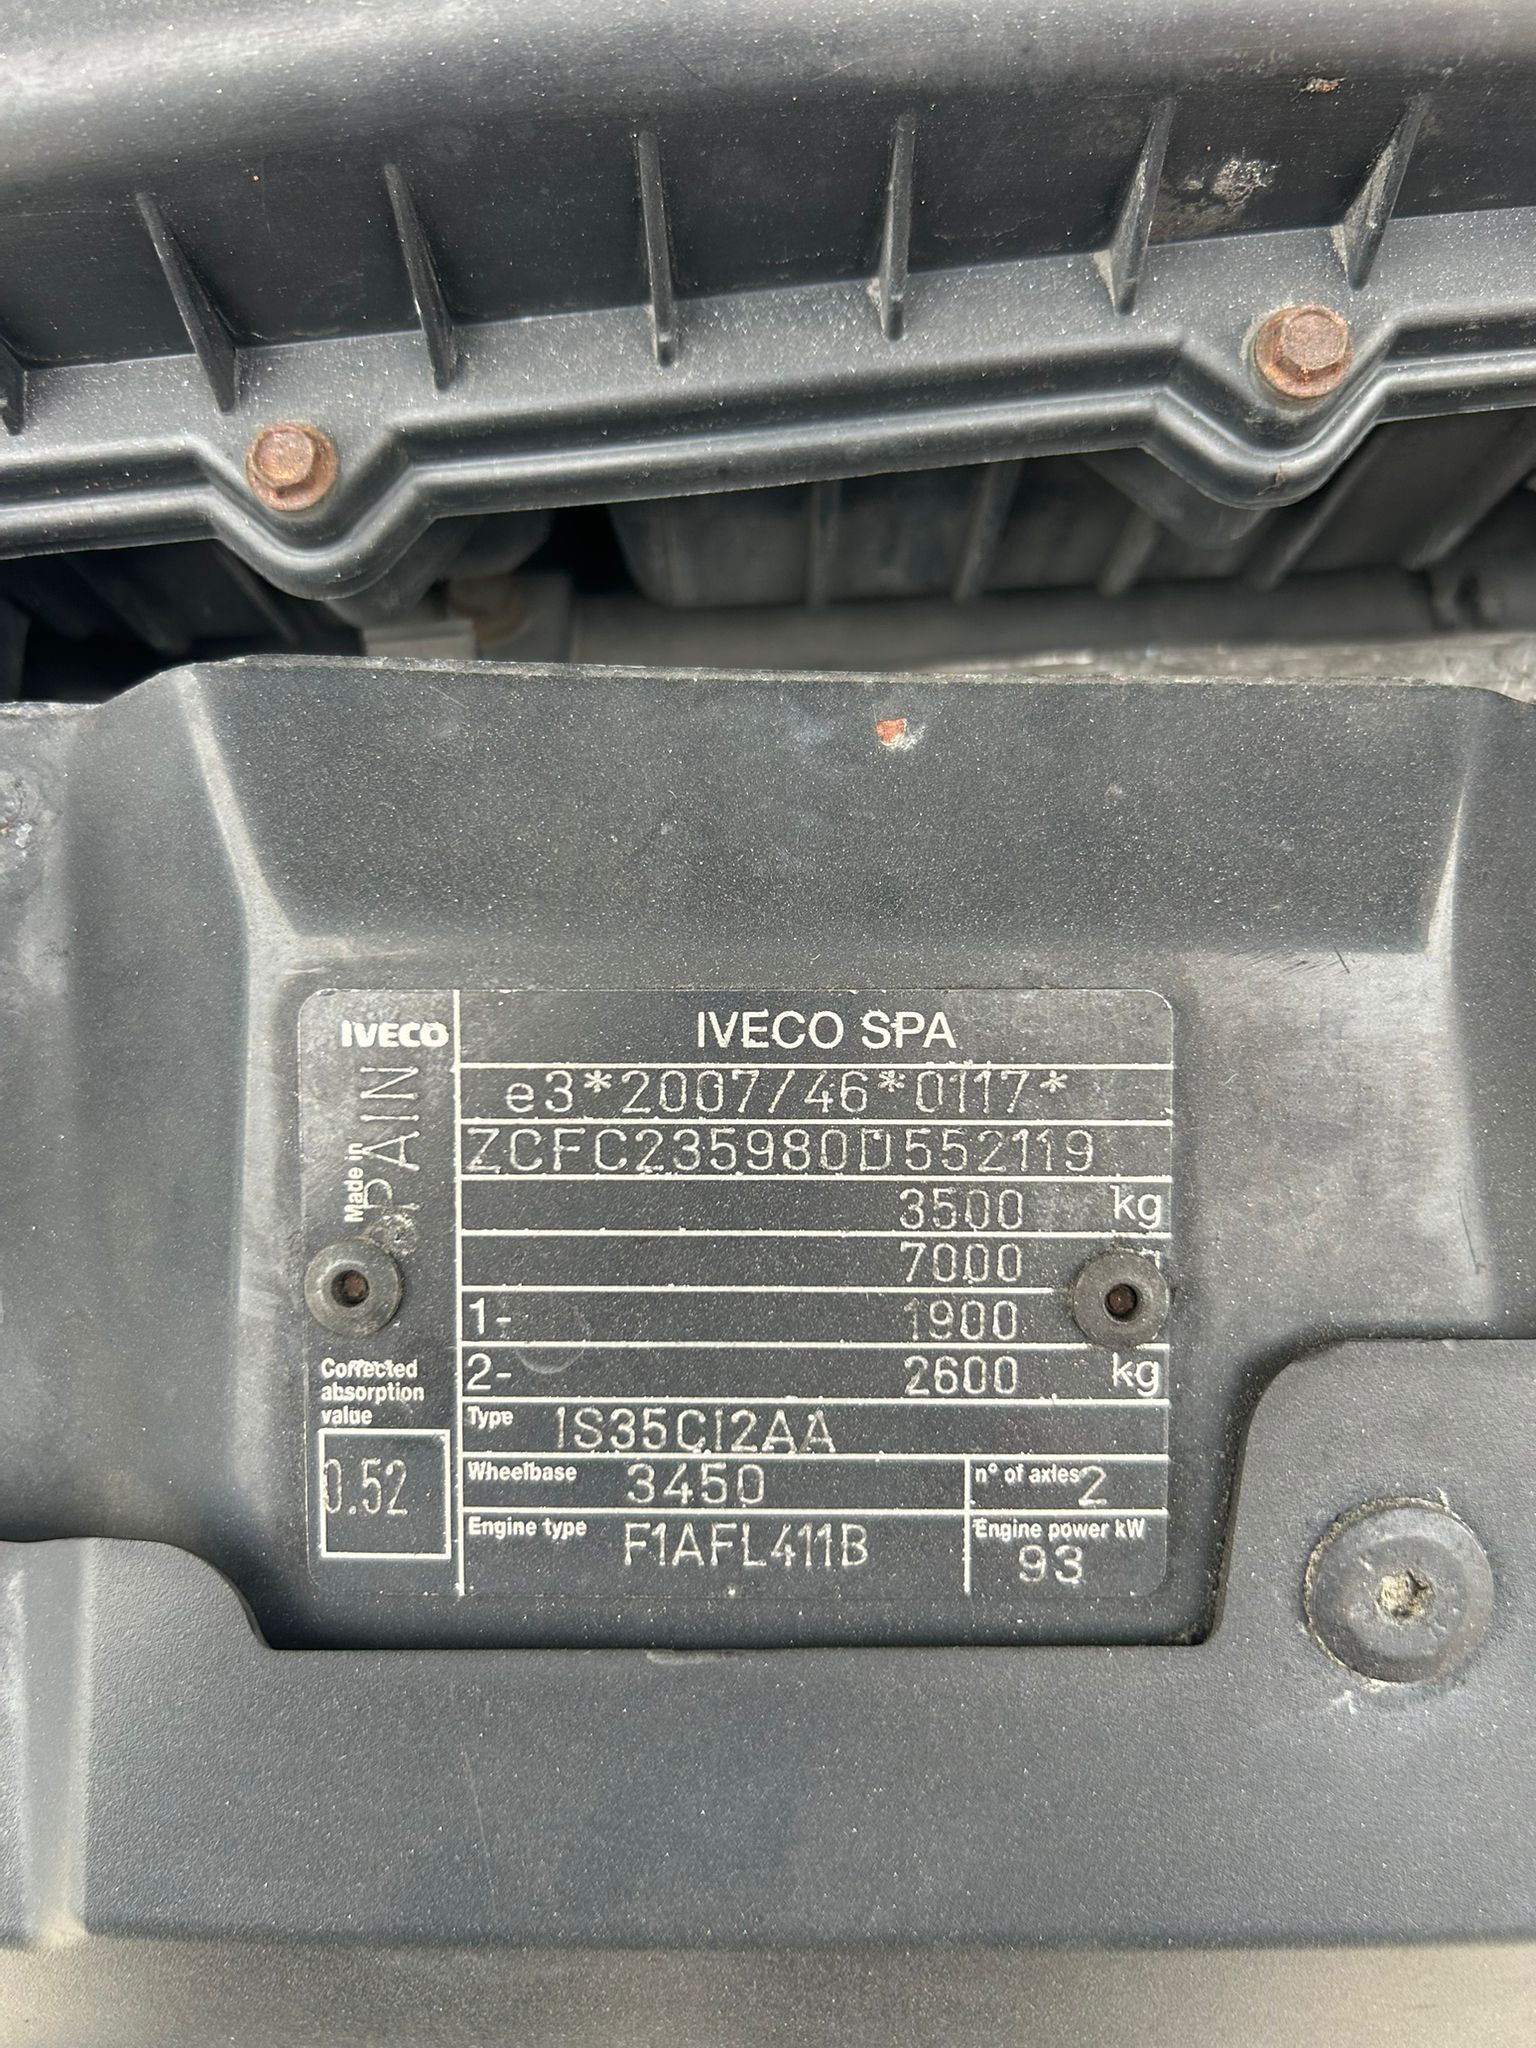 IVECO
IVECO SPA
Made in SPAIN
e3*2007/46*0117*
ZCFC235980D552119
3500 kg
7000
1- 1900
2- 2600 kg
Corrected
absorption
value
0.52
Type IS35CI2AA
Wheelbase 3450 n° of axles 2
Engine type F1AFL411B Engine power kW
93